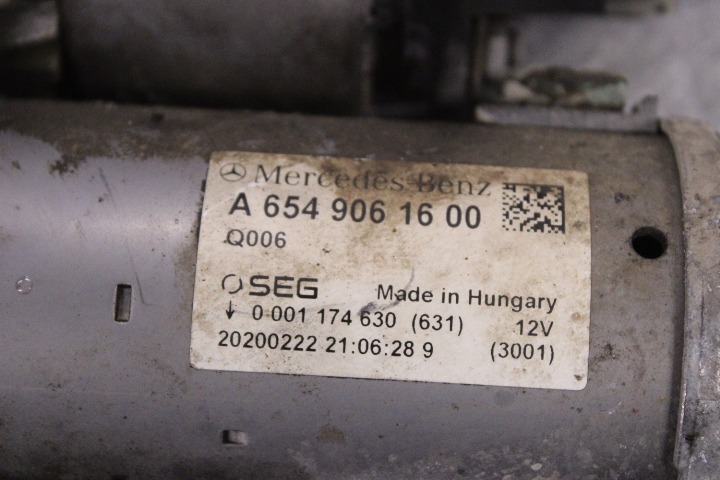 Mercedes-Benz
A 654 906 16 00
Q006
SEG Made in Hungary
↓ 0 001 174 630 (631) 12V
20200222 21:06:28 9 (3001)